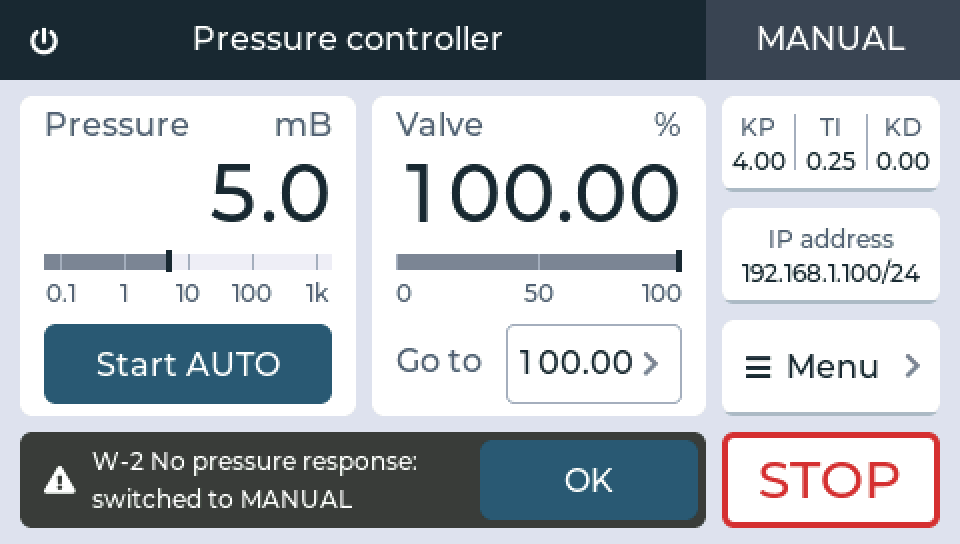 Pressure controller
MANUAL
Pressure mB
5.0
0.1 1 10 100 1k
Start AUTO
Valve %
100.00
0 50 100
Go to 100.00
KP TI KD
4.00 0.25 0.00
IP address
192.168.1.100/24
Menu
W-2 No pressure response:
switched to MANUAL
OK
STOP